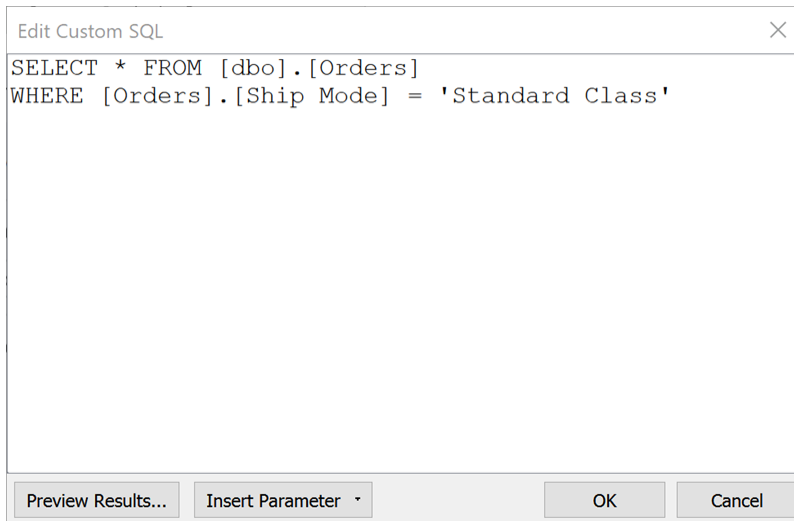 Edit Custom SQL
SELECT * FROM [dbo].[Orders]
WHERE [Orders].[Ship Mode] = 'Standard Class'
Preview Results... Insert Parameter OK Cancel